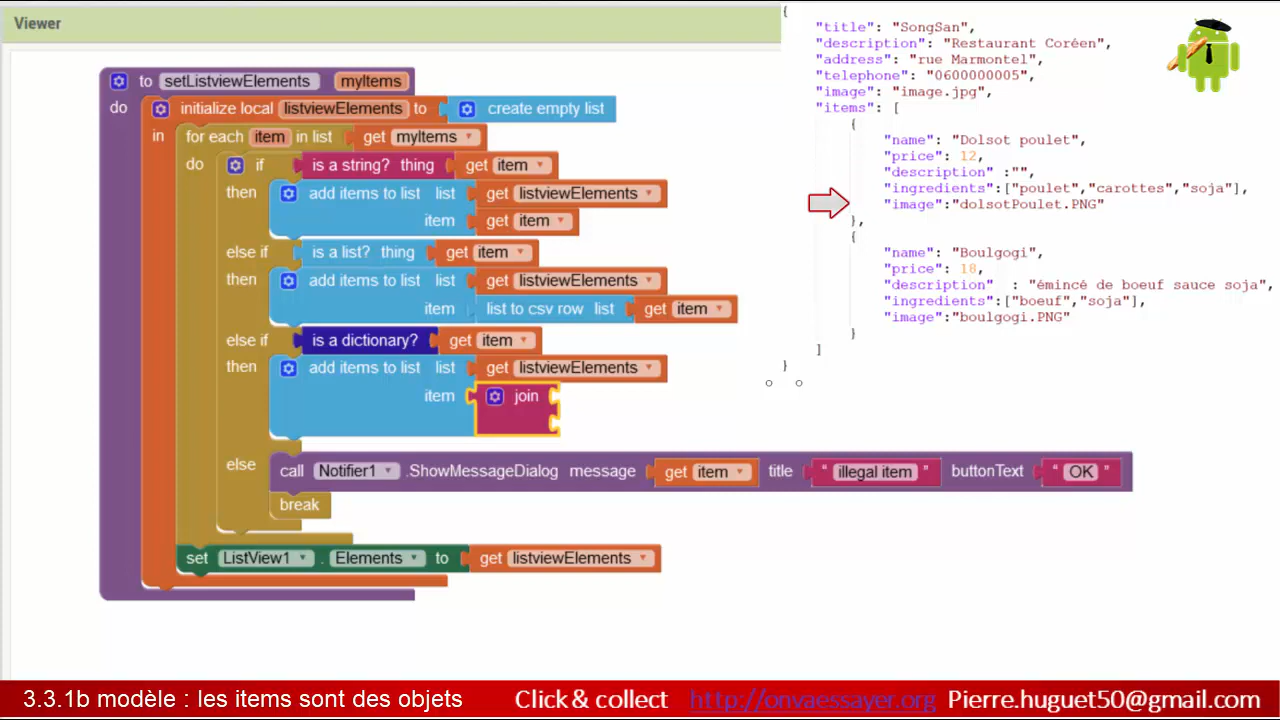 Viewer
to setListviewElements myItems
do initialize local listviewElements to create empty list
in for each item in list get myItems
do if is a string? thing get item
then add items to list list get listviewElements
item get item
else if is a list? thing get item
then add items to list list get listviewElements
item list to csv row list get item
else if is a dictionary? get item
then add items to list list get listviewElements
item join
else call Notifier1 .ShowMessageDialog message get item title " illegal item " buttonText " OK "
break
set ListView1 . Elements to get listviewElements
{
"title": "SongSan",
"description": "Restaurant Coréen",
"address": "rue Marmontel",
"telephone": "0600000005",
"image": "image.jpg",
"items": [
{
"name": "Dolsot poulet",
"price": 12,
"description" :"",
"ingredients":["poulet","carottes","soja"],
"image":"dolsotPoulet.PNG"
},
{
"name": "Boulgogi",
"price": 18,
"description" : "émincé de boeuf sauce soja",
"ingredients":["boeuf","soja"],
"image":"boulgogi.PNG"
}
]
}
3.3.1b modèle : les items sont des objets Click & collect http://onvaessayer.org Pierre.huguet50@gmail.com